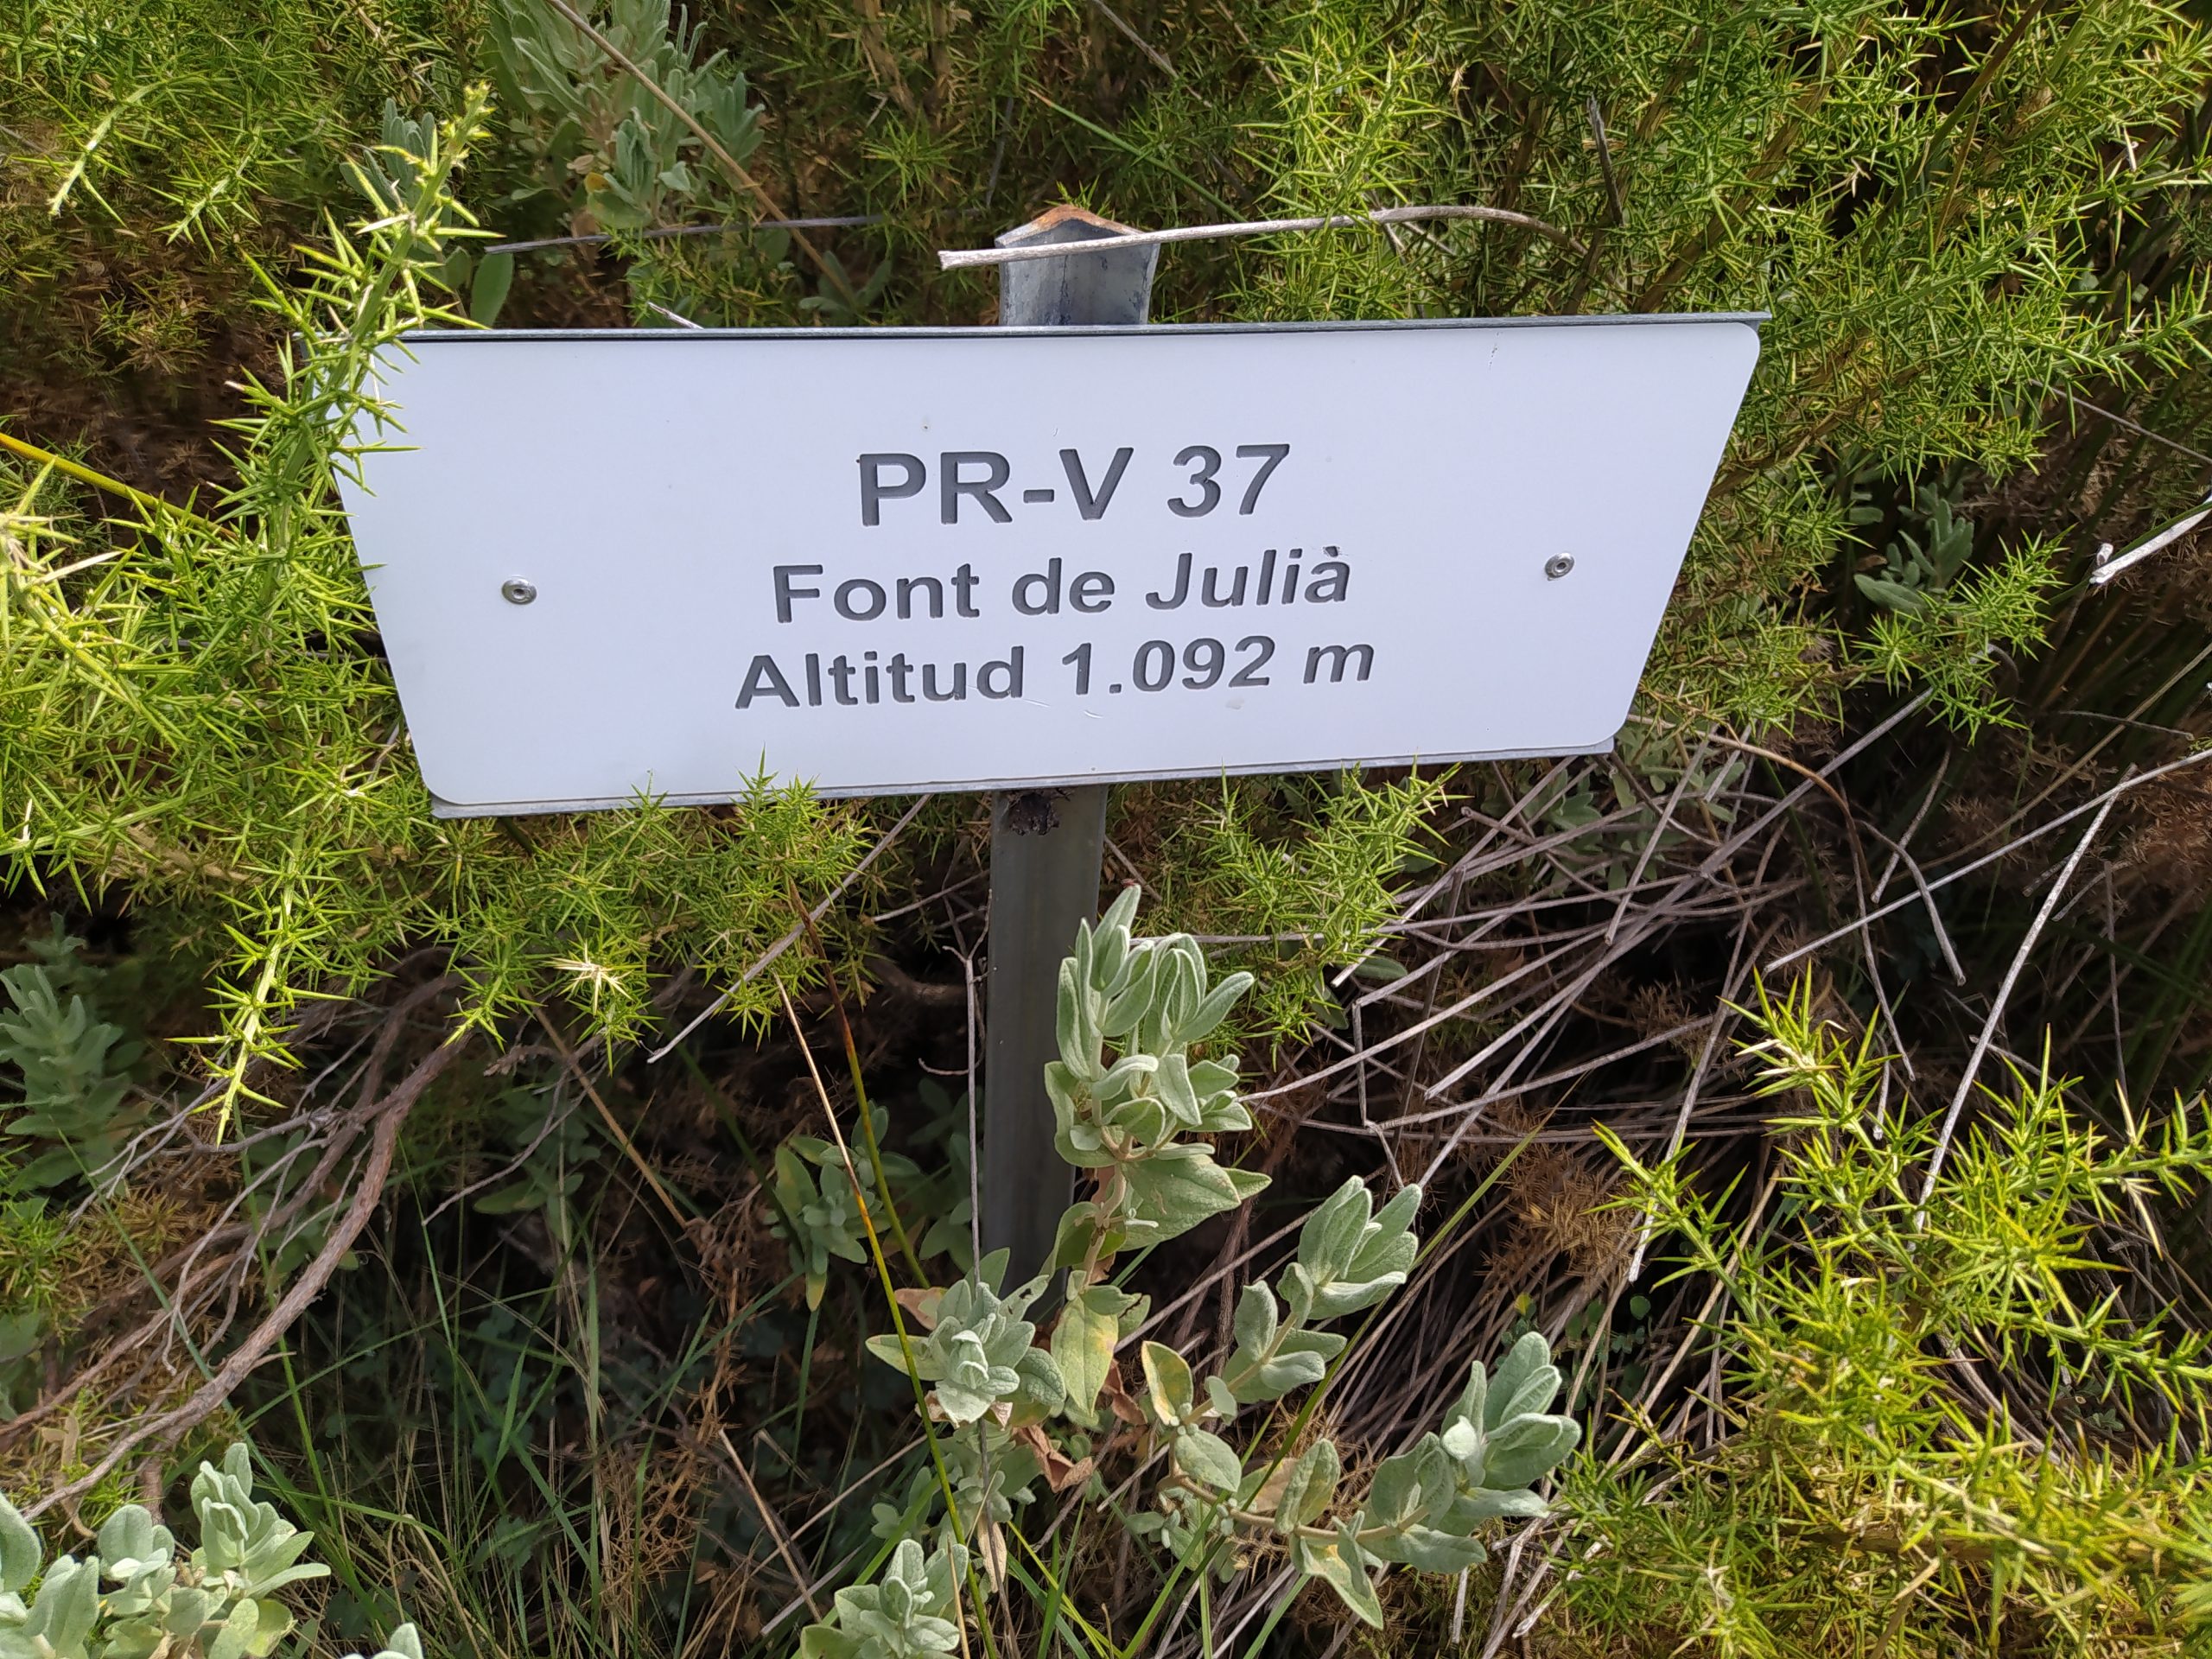 PR-V 37
Font de Julià
Altitud 1.092 m